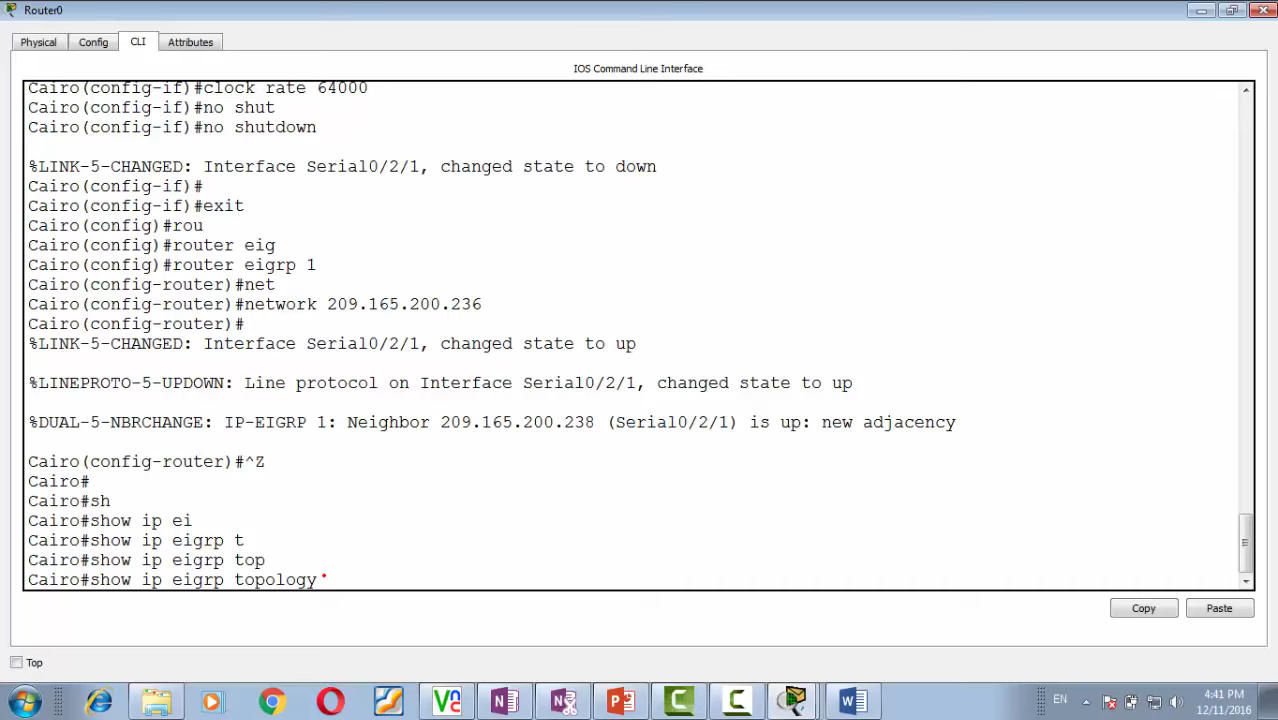 Router0
Physical Config CLI Attributes
IOS Command Line Interface
Cairo(config-if)#clock rate 64000
Cairo(config-if)#no shut
Cairo(config-if)#no shutdown
%LINK-5-CHANGED: Interface Serial0/2/1, changed state to down
Cairo(config-if)#
Cairo(config-if)#exit
Cairo(config)#rou
Cairo(config)#router eig
Cairo(config)#router eigrp 1
Cairo(config-router)#net
Cairo(config-router)#network 209.165.200.236
Cairo(config-router)#
%LINK-5-CHANGED: Interface Serial0/2/1, changed state to up
%LINEPROTO-5-UPDOWN: Line protocol on Interface Serial0/2/1, changed state to up
%DUAL-5-NBRCHANGE: IP-EIGRP 1: Neighbor 209.165.200.238 (Serial0/2/1) is up: new adjacency
Cairo(config-router)#^Z
Cairo#
Cairo#sh
Cairo#show ip ei
Cairo#show ip eigrp t
Cairo#show ip eigrp top
Cairo#show ip eigrp topology
Copy Paste
Top
EN
4:41 PM
12/11/2016